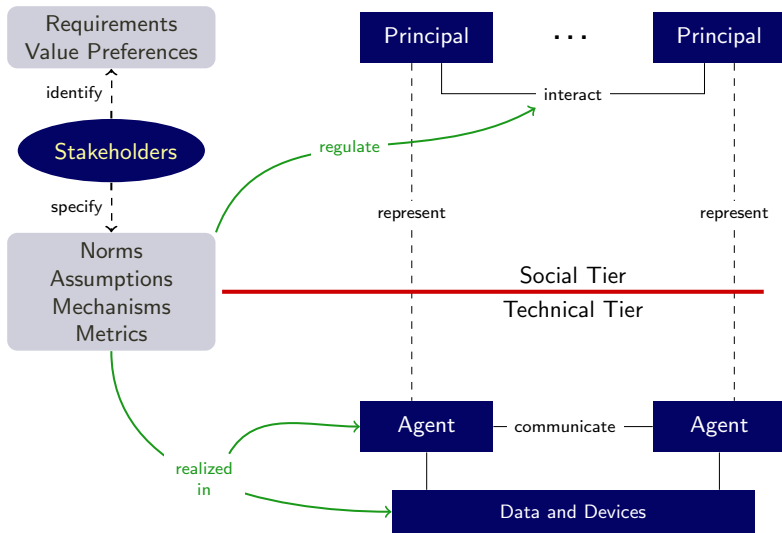 Requirements
Value Preferences
identify
Stakeholders
specify
Norms
Assumptions
Mechanisms
Metrics
Principal
...
Principal
interact
regulate
represent
represent
Social Tier
Technical Tier
Agent
communicate
Agent
realized
in
Data and Devices